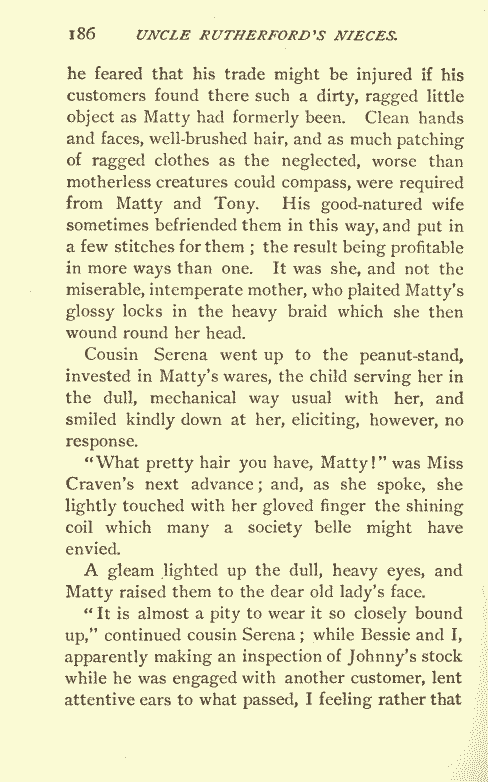 186 UNCLE RUTHERFORD'S NIECES.
he feared that his trade might be injured if his
customers found there such a dirty, ragged little
object as Matty had formerly been. Clean hands
and faces, well-brushed hair, and as much patching
of ragged clothes as the neglected, worse than
motherless creatures could compass, were required
from Matty and Tony. His good-natured wife
sometimes befriended them in this way, and put in
a few stitches for them ; the result being profitable
in more ways than one. It was she, and not the
miserable, intemperate mother, who plaited Matty's
glossy locks in the heavy braid which she then
wound round her head.
Cousin Serena went up to the peanut-stand,
invested in Matty's wares, the child serving her in
the dull, mechanical way usual with her, and
smiled kindly down at her, eliciting, however, no
response.
"What pretty hair you have, Matty!" was Miss
Craven's next advance ; and, as she spoke, she
lightly touched with her gloved finger the shining
coil which many a society belle might have
envied.
A gleam lighted up the dull, heavy eyes, and
Matty raised them to the dear old lady's face.
"It is almost a pity to wear it so closely bound
up," continued cousin Serena ; while Bessie and I,
apparently making an inspection of Johnny's stock
while he was engaged with another customer, lent
attentive ears to what passed, I feeling rather that